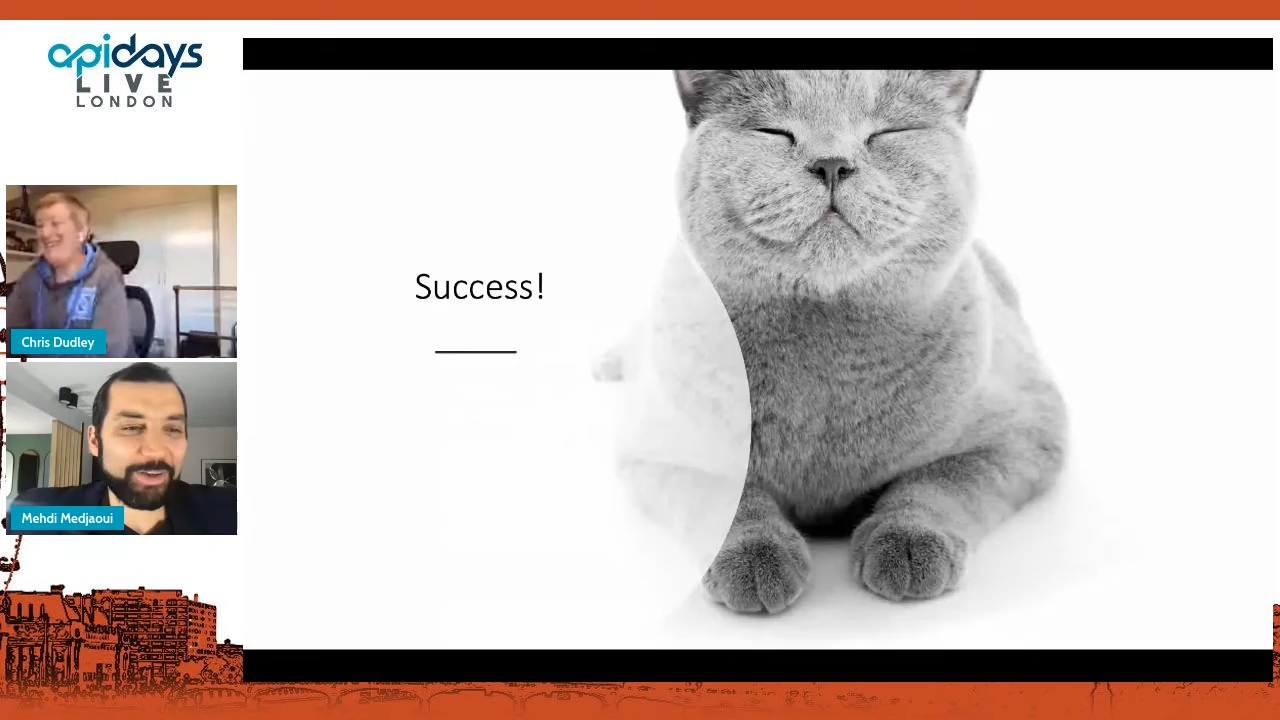 apidays
LIVE
LONDON
Chris Dudley
Mehdi Medjaoui
Success!